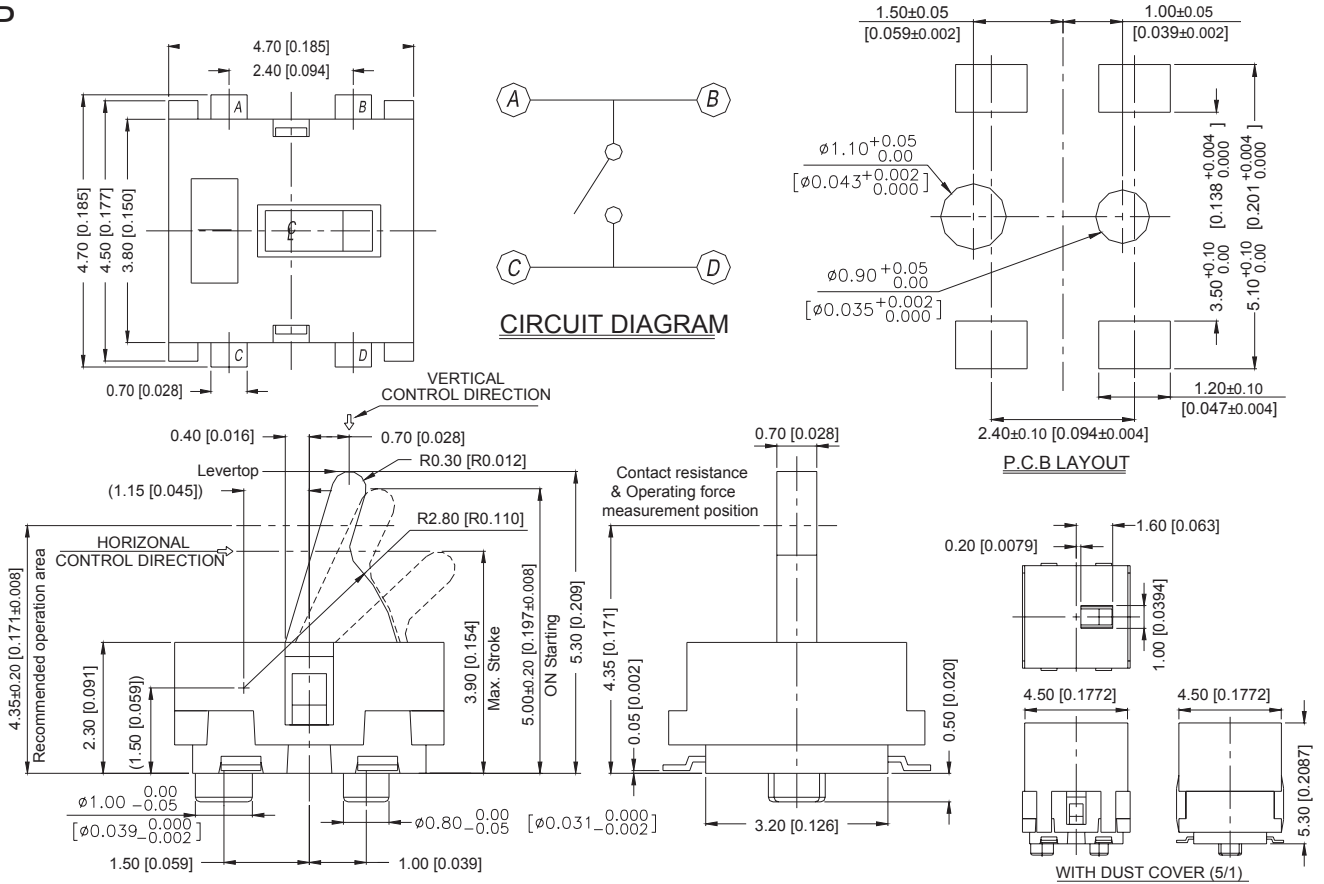 4.70 [0.185]
2.40 [0.094]
A
B
4.70 [0.185]
4.50 [0.177]
3.80 [0.150]
C
D
0.70 [0.028]
A
B
C
D
CIRCUIT DIAGRAM
1.50±0.05
[0.059±0.002]
1.00±0.05
[0.039±0.002]
ø1.10+0.05 0.00
[ø0.043+0.002 0.000]
ø0.90+0.05 0.00
[ø0.035+0.002 0.000]
3.50+0.10 0.00 [0.138+0.004 0.000]
5.10+0.10 0.00 [0.201+0.004 0.000]
1.20±0.10
[0.047±0.004]
2.40±0.10 [0.094±0.004]
P.C.B LAYOUT
VERTICAL
CONTROL DIRECTION
0.40 [0.016]
0.70 [0.028]
Levertop
R0.30 [R0.012]
(1.15 [0.045])
R2.80 [R0.110]
HORIZONAL
CONTROL DIRECTION
4.35±0.20 [0.171±0.008]
Recommended operation area
2.30 [0.091]
(1.50 [0.059])
3.90 [0.154]
Max. Stroke
5.00±0.20 [0.197±0.008]
ON Starting
5.30 [0.209]
ø1.00 0.00 -0.05
[ø0.039 0.000 -0.002]
ø0.80 0.00 -0.05 [ø0.031 0.000 -0.002]
1.50 [0.059]
1.00 [0.039]
0.70 [0.028]
Contact resistance
& Operating force
measurement position
4.35 [0.171]
0.05 [0.002]
0.50 [0.020]
3.20 [0.126]
1.60 [0.063]
0.20 [0.0079]
1.00 [0.0394]
4.50 [0.1772]
4.50 [0.1772]
5.30 [0.2087]
WITH DUST COVER (5/1)